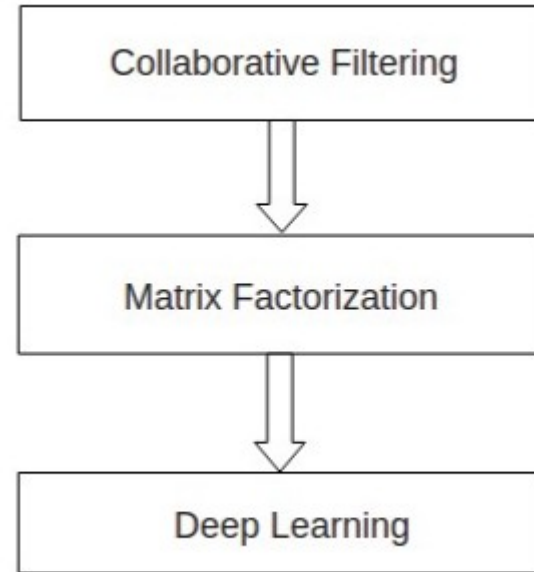 Collaborative Filtering
Matrix Factorization
Deep Learning